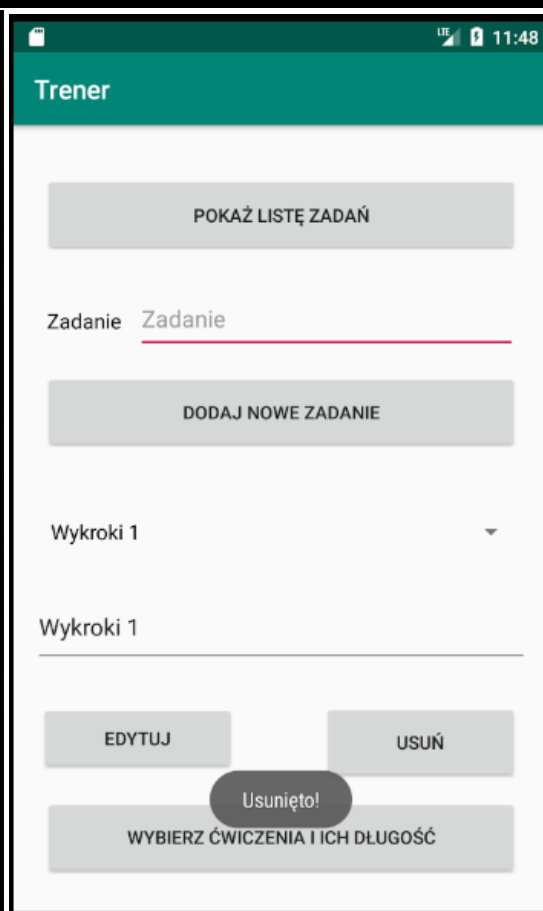 LTE 11:48
Trener
POKAŻ LISTĘ ZADAŃ
Zadanie Zadanie
DODAJ NOWE ZADANIE
Wykroki 1
Wykroki 1
EDYTUJ USUŃ
Usunięto!
WYBIERZ ĆWICZENIA I ICH DŁUGOŚĆ